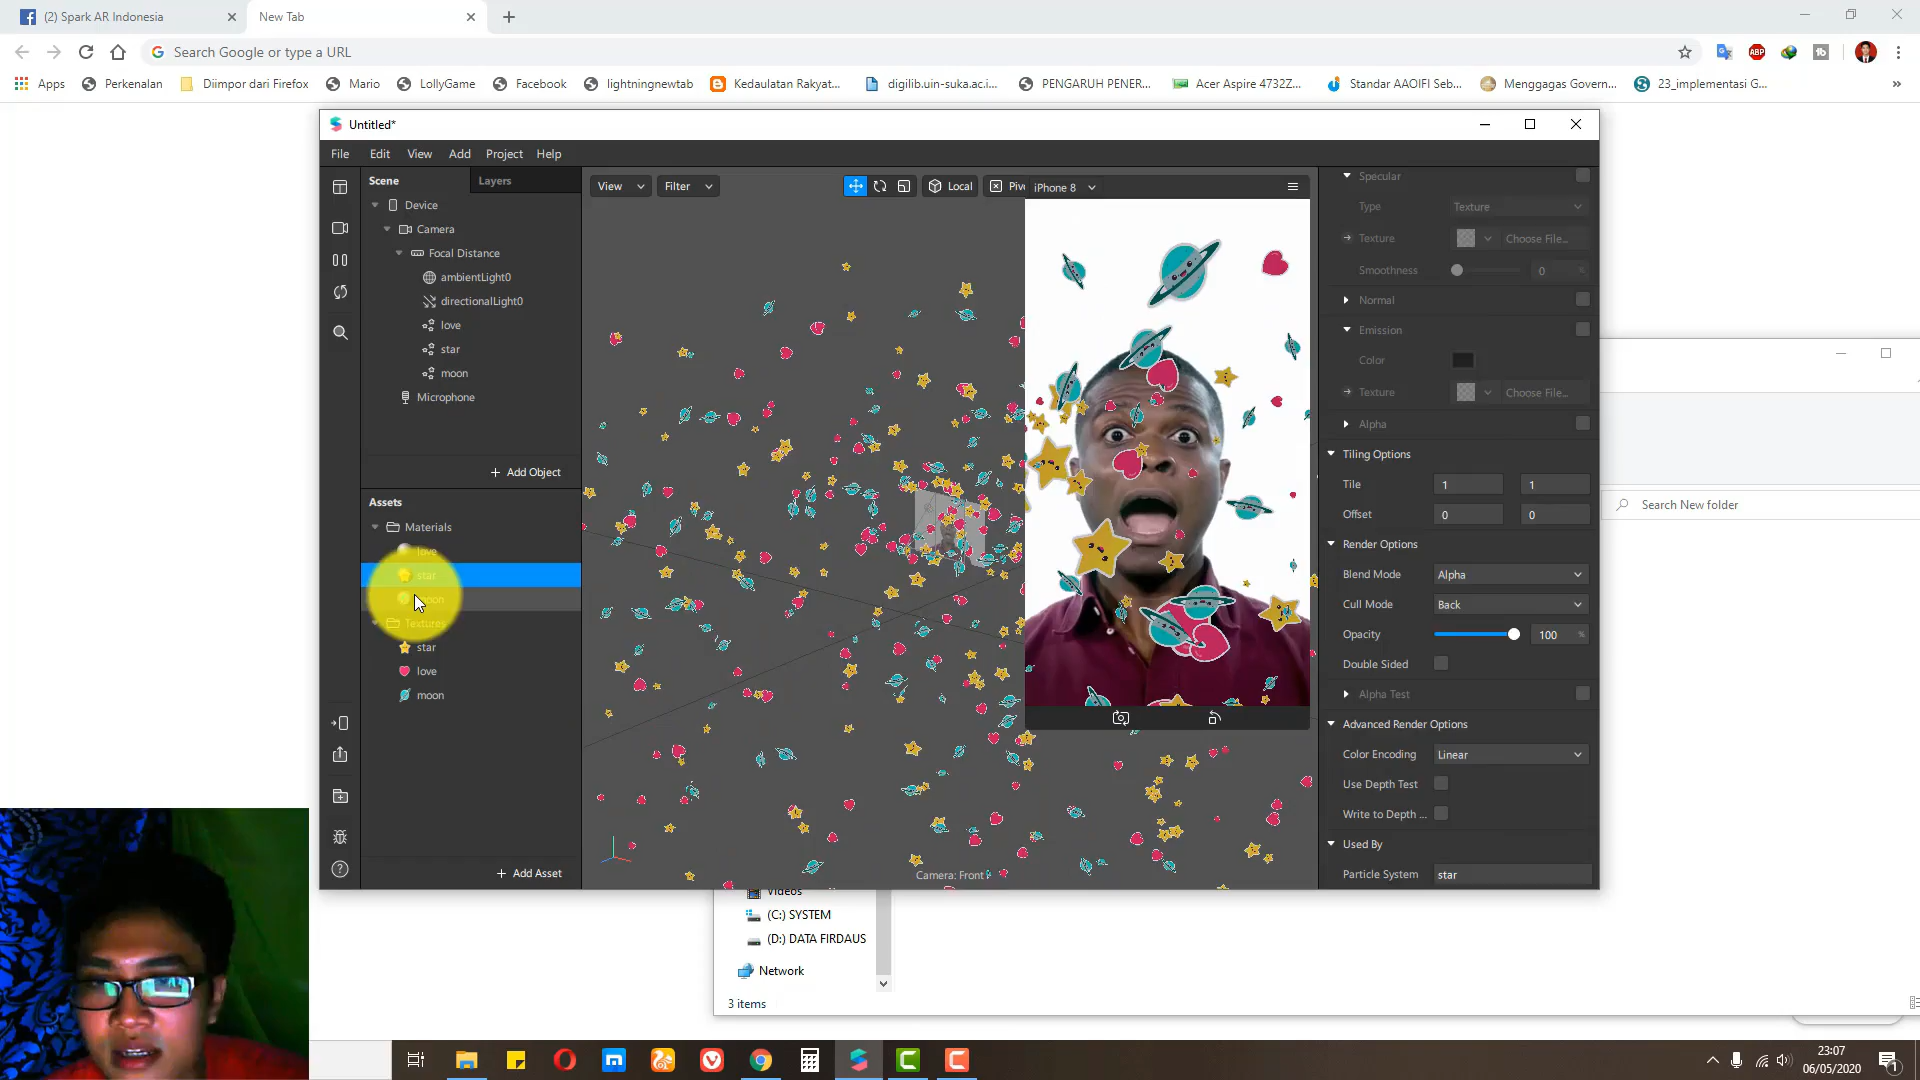 (2) Spark AR Indonesia
New Tab
Search Google or type a URL
Apps
Perkenalan
Diimpor dari Firefox
Mario
LollyGame
Facebook
lightningnewtab
Kedaulatan Rakyat...
digilib.uin-suka.ac.i...
PENGARUH PENER...
Acer Aspire 4732Z...
Standar AAOIFI Seb...
Menggagas Govern...
23_implementasi G...
»
Untitled*
File Edit View Add Project Help
Scene
Layers
Device
Camera
Focal Distance
ambientLight0
directionalLight0
love
star
moon
Microphone
+ Add Object
Assets
Materials
love
star
moon
Textures
star
love
moon
+ Add Asset
View
Filter
Local
Piv
iPhone 8
Camera: Front
Specular
Type Texture
Texture Choose File...
Smoothness 0 %
Normal
Emission
Color
Texture Choose File...
Alpha
Tiling Options
Tile 1 1
Offset 0 0
Render Options
Blend Mode Alpha
Cull Mode Back
Opacity 100 %
Double Sided
Alpha Test
Advanced Render Options
Color Encoding Linear
Use Depth Test
Write to Depth ...
Used By
Particle System star
Search New folder
Videos
(C:) SYSTEM
(D:) DATA FIRDAUS
Network
3 items
23:07
06/05/2020
1